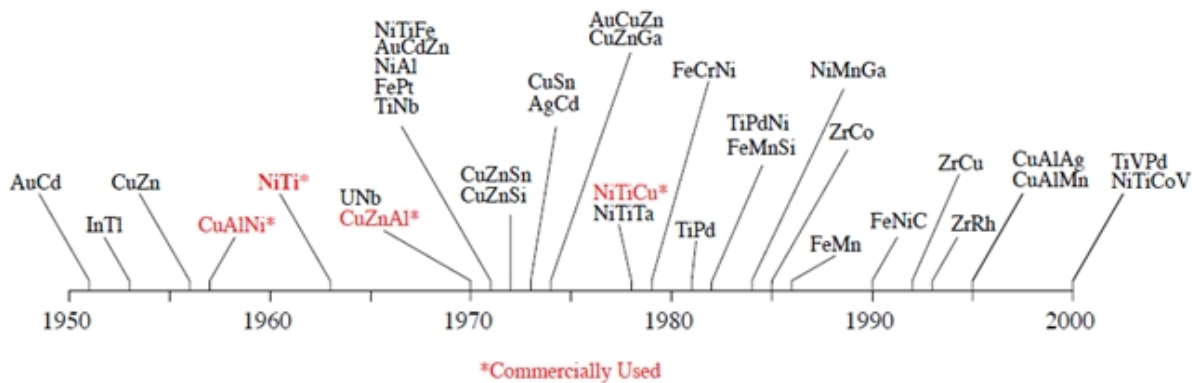 AuCd
InTl
CuZn
CuAlNi*
NiTi*
UNb
CuZnAl*
NiTiFe
AuCdZn
NiAl
FePt
TiNb
CuZnSn
CuZnSi
CuSn
AgCd
AuCuZn
CuZnGa
NiTiCu*
NiTiTa
FeCrNi
TiPd
TiPdNi
FeMnSi
NiMnGa
ZrCo
FeMn
FeNiC
ZrCu
ZrRh
CuAlAg
CuAlMn
TiVPd
NiTiCoV
1950 1960 1970 1980 1990 2000
*Commercially Used